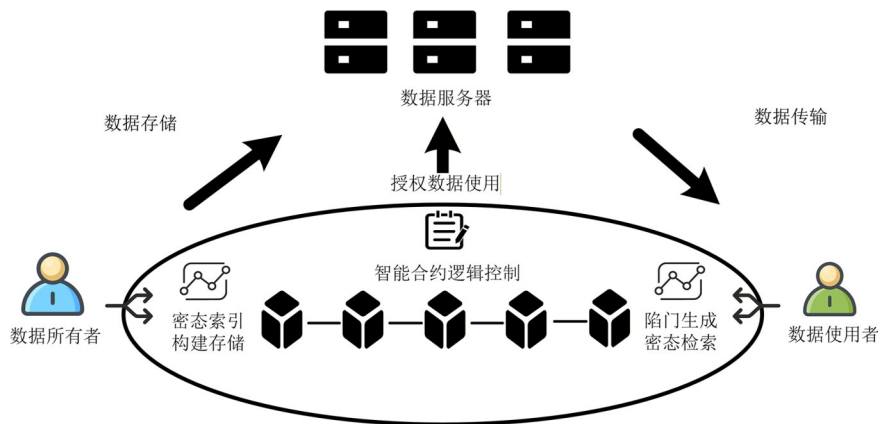 数据服务器
数据存储
数据传输
授权数据使用
智能合约逻辑控制
密态索引
构建存储
陷门生成
密态检索
数据所有者
数据使用者